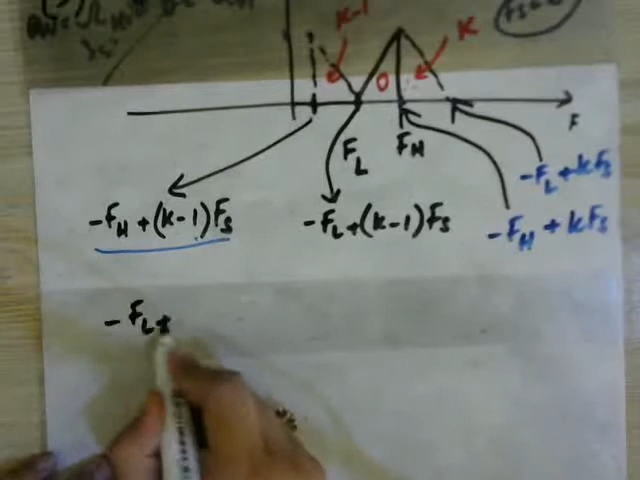 k-1
k
0
F
F_L
F_H
-F_L+kF_S
-F_H+(k-1)F_S
-F_L+(k-1)F_S
-F_H+kF_S
-F_L+